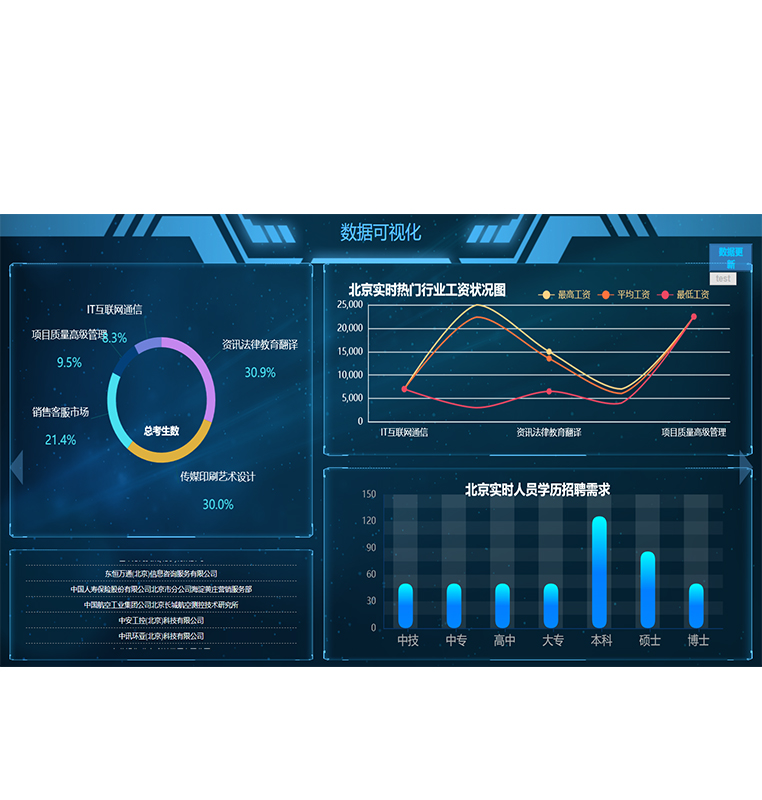 数据可视化
数据更
新
test
IT互联网通信
8.3%
项目质量高级管理
9.5%
资讯法律教育翻译
30.9%
销售客服市场
21.4%
总考生数
传媒印刷艺术设计
30.0%
北京实时热门行业工资状况图
最高工资 平均工资 最低工资
25,000
20,000
15,000
10,000
5,000
0
IT互联网通信 资讯法律教育翻译 项目质量高级管理
东恒万通(北京)信息咨询服务有限公司
中国人寿保险股份有限公司北京市分公司海淀黄庄营销服务部
中国航空工业集团公司北京长城航空测控技术研究所
中安工控(北京)科技有限公司
中讯环亚(北京)科技有限公司
北京实时人员学历招聘需求
150
120
90
60
30
0
中技 中专 高中 大专 本科 硕士 博士